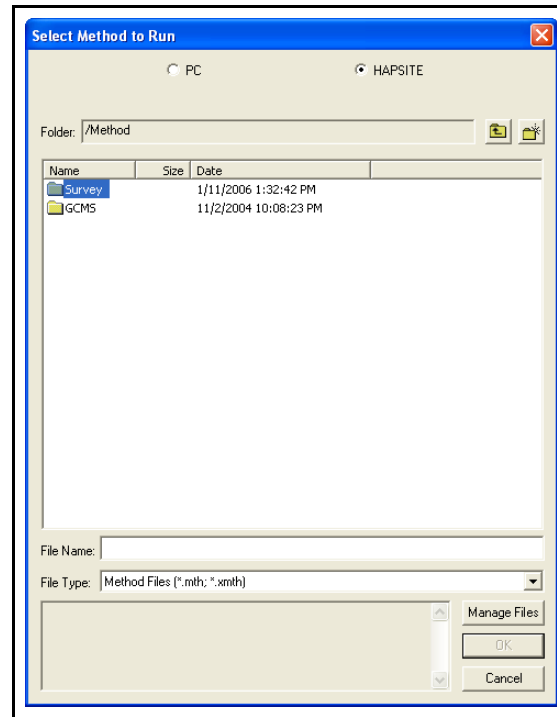 Select Method to Run
PC HAPSITE
Folder: /Method
Name Size Date
Survey 1/11/2006 1:32:42 PM
GCMS 11/2/2004 10:08:23 PM
File Name:
File Type: Method Files (*.mth; *.xmth)
Manage Files
OK
Cancel